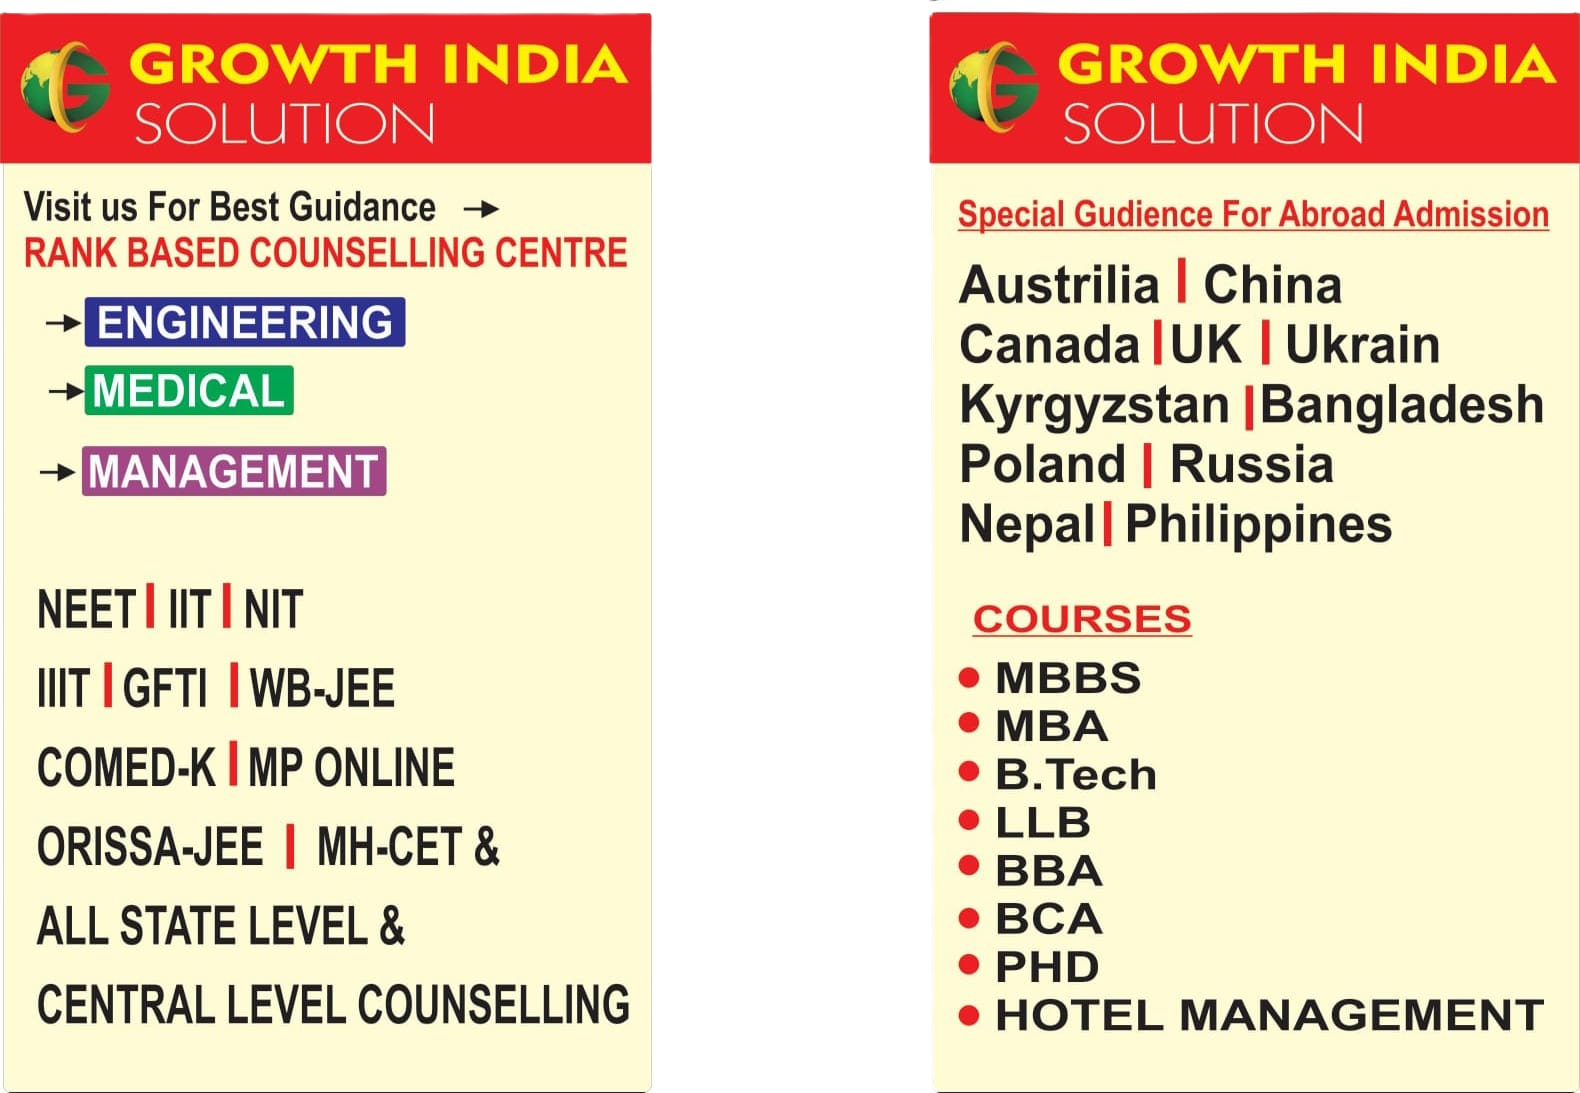 GROWTH INDIA
SOLUTION
Visit us For Best Guidance
RANK BASED COUNSELLING CENTRE
ENGINEERING
MEDICAL
MANAGEMENT
NEET | IIT | NIT
IIIT | GFTI | WB-JEE
COMED-K | MP ONLINE
ORISSA-JEE | MH-CET &
ALL STATE LEVEL &
CENTRAL LEVEL COUNSELLING
GROWTH INDIA
SOLUTION
Special Gudience For Abroad Admission
Austrilia | China
Canada | UK | Ukrain
Kyrgyzstan | Bangladesh
Poland | Russia
Nepal | Philippines
COURSES
MBBS
MBA
B.Tech
LLB
BBA
BCA
PHD
HOTEL MANAGEMENT